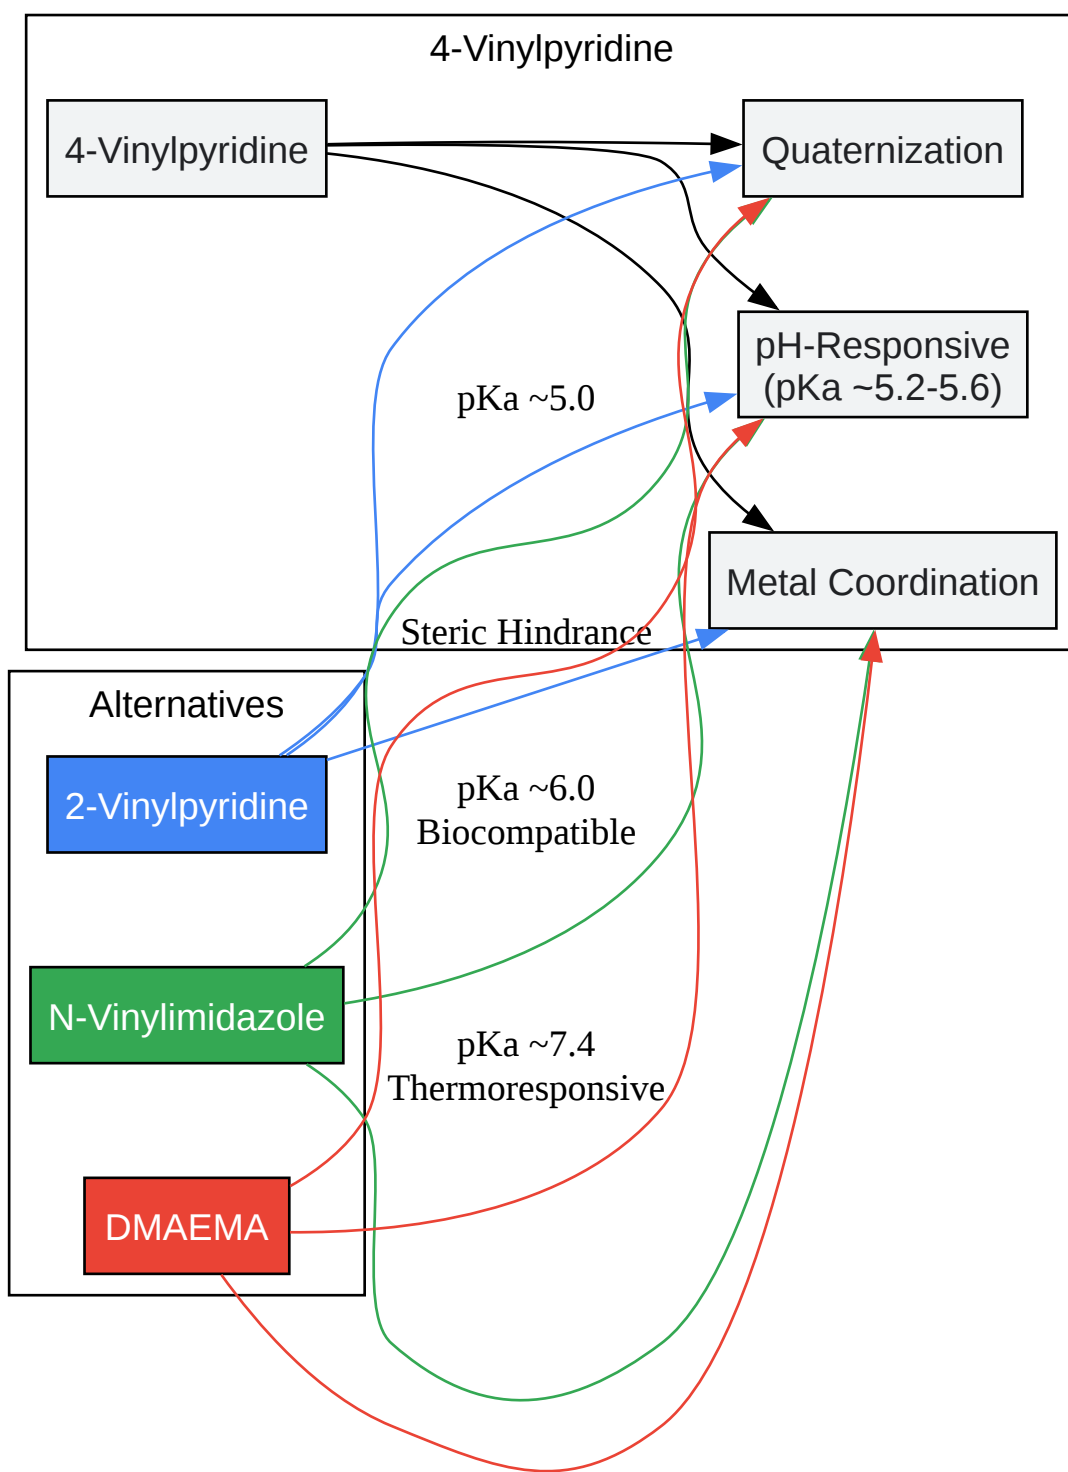 4-Vinylpyridine
4-Vinylpyridine
Quaternization
pH-Responsive
(pKa ~5.2-5.6)
pKa ~5.0
Metal Coordination
Steric Hindrance
Alternatives
2-Vinylpyridine
pKa ~6.0
Biocompatible
N-Vinylimidazole
pKa ~7.4
Thermoresponsive
DMAEMA